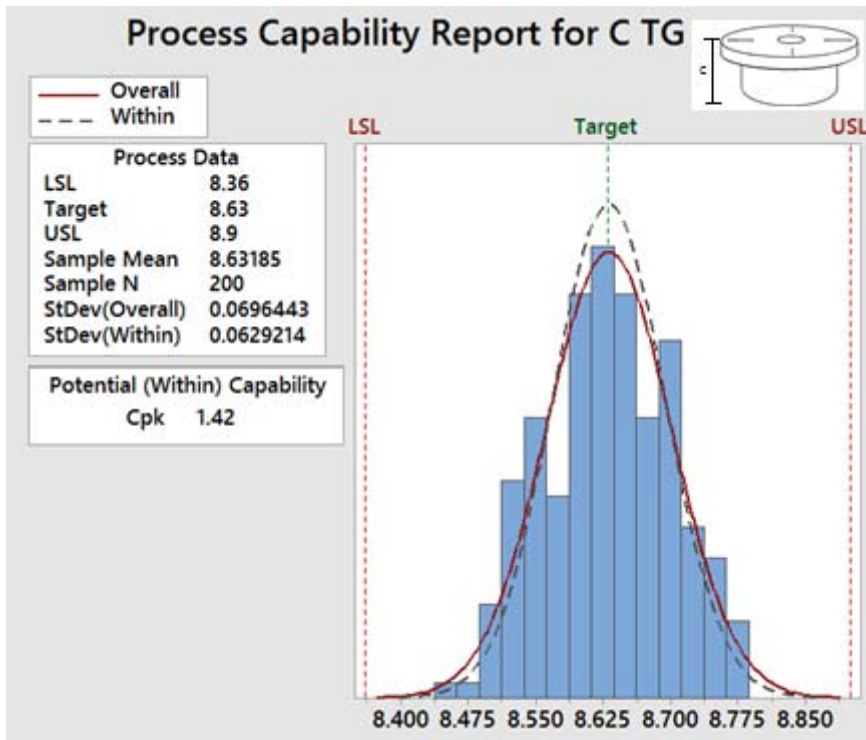 Process Capability Report for C TG
c
Overall
Within
LSL Target USL
Process Data
LSL 8.36
Target 8.63
USL 8.9
Sample Mean 8.63185
Sample N 200
StDev(Overall) 0.0696443
StDev(Within) 0.0629214
Potential (Within) Capability
Cpk 1.42
8.400 8.475 8.550 8.625 8.700 8.775 8.850